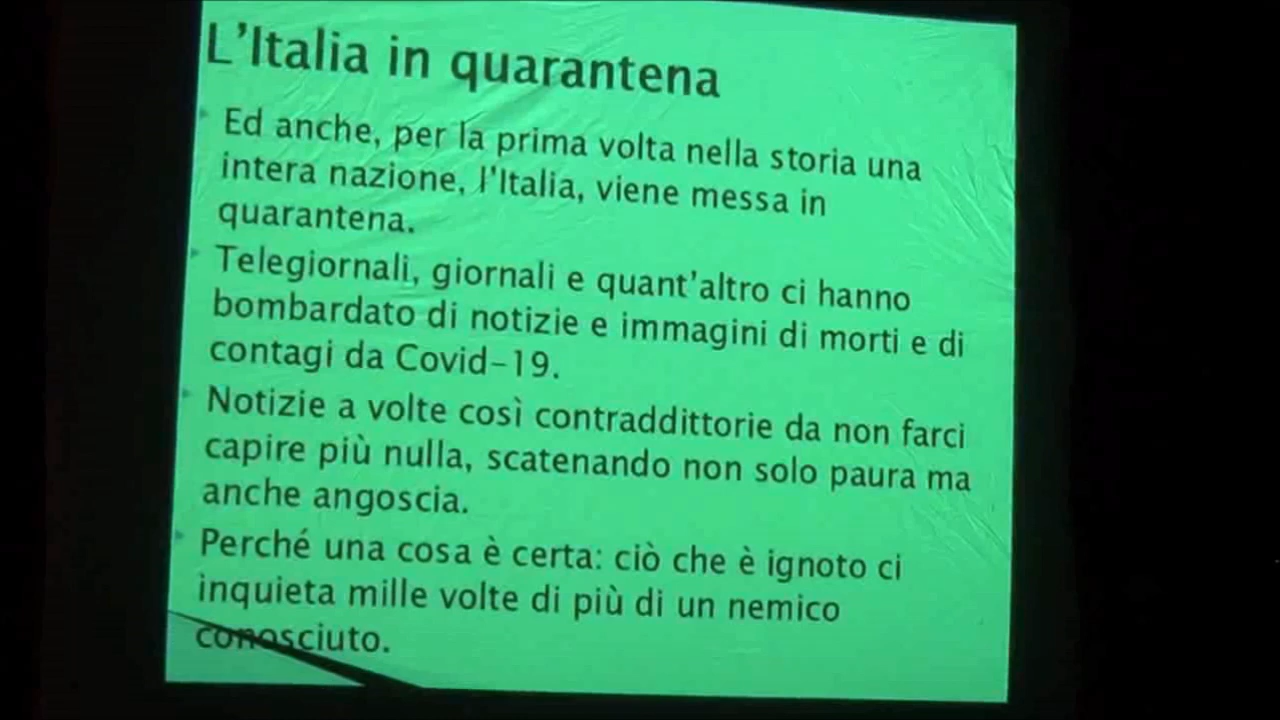 L'Italia in quarantena
Ed anche, per la prima volta nella storia una
intera nazione, l'Italia, viene messa in
quarantena.
Telegiornali, giornali e quant'altro ci hanno
bombardato di notizie e immagini di morti e di
contagi da Covid-19.
Notizie a volte così contraddittorie da non farci
capire più nulla, scatenando non solo paura ma
anche angoscia.
Perché una cosa è certa: ciò che è ignoto ci
inquieta mille volte di più di un nemico
conosciuto.